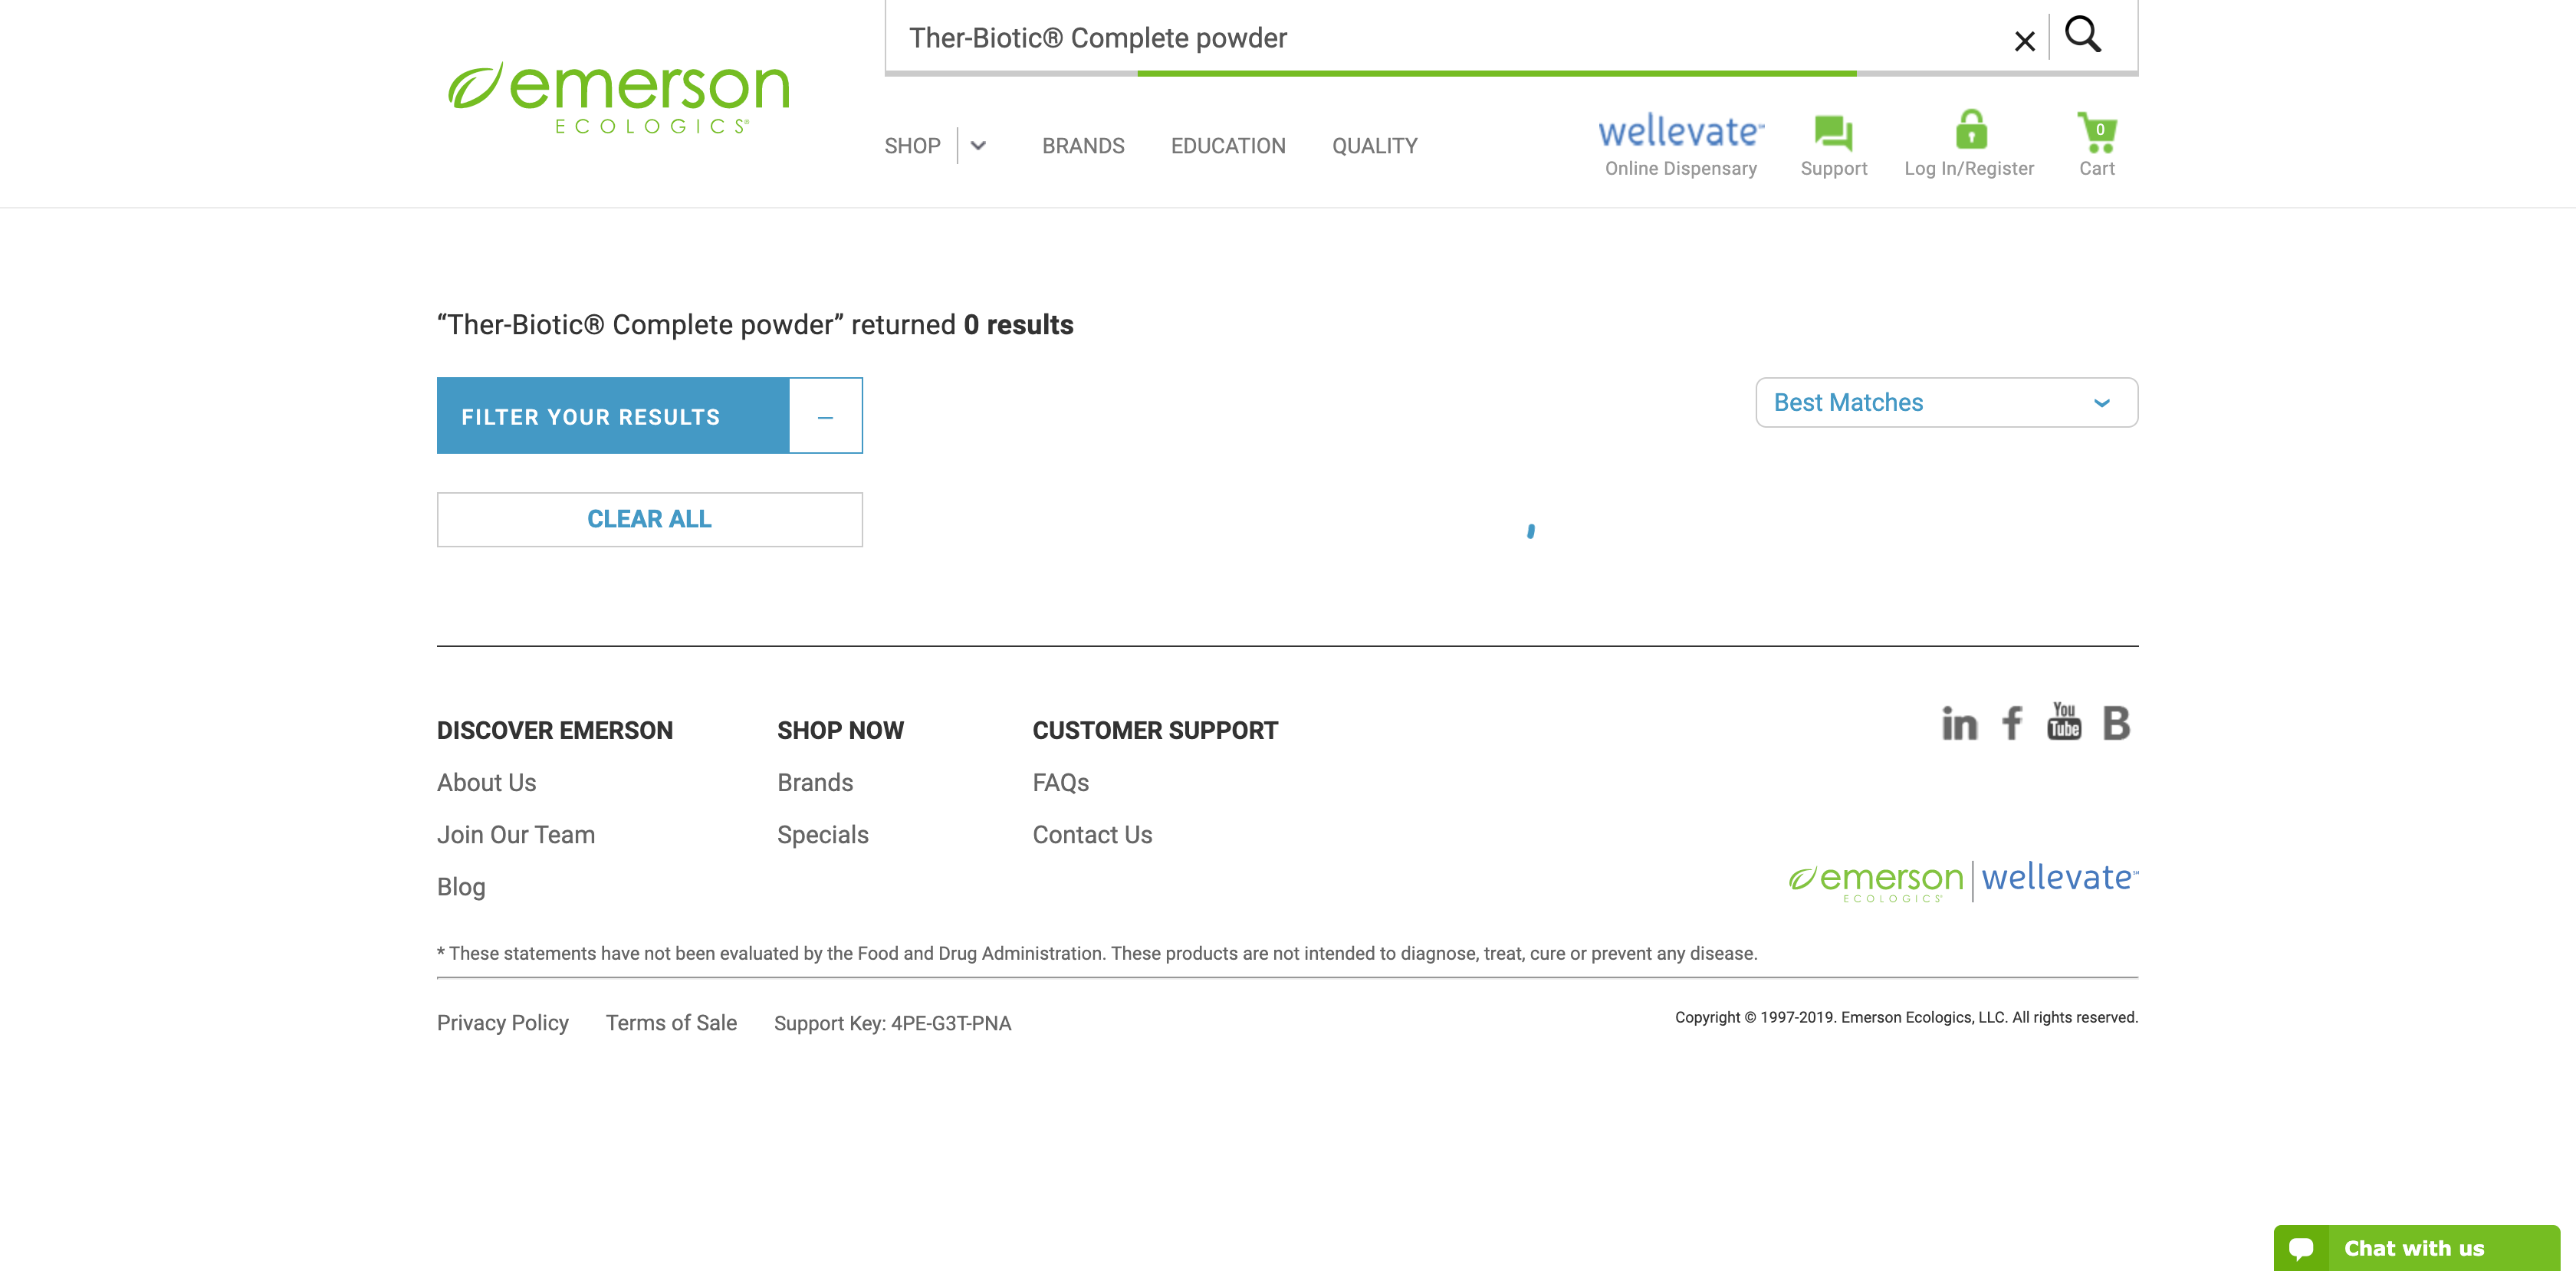 Ther-Biotic® Complete powder
emerson
ECOLOGICS®
SHOP
BRANDS
EDUCATION
QUALITY
wellevate℠
Online Dispensary
Support
Log In/Register
0
Cart
“Ther-Biotic® Complete powder” returned 0 results
FILTER YOUR RESULTS
Best Matches
CLEAR ALL
DISCOVER EMERSON
About Us
Join Our Team
Blog
SHOP NOW
Brands
Specials
CUSTOMER SUPPORT
FAQs
Contact Us
in f You Tube B
emerson
ECOLOGICS®
wellevate℠
* These statements have not been evaluated by the Food and Drug Administration. These products are not intended to diagnose, treat, cure or prevent any disease.
Privacy Policy
Terms of Sale
Support Key: 4PE-G3T-PNA
Copyright © 1997-2019. Emerson Ecologics, LLC. All rights reserved.
Chat with us